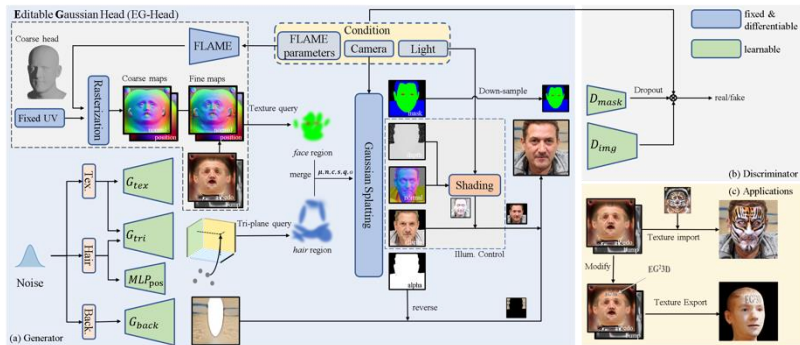 Editable Gaussian Head (EG-Head)
Coarse head
FLAME
Condition
FLAME
parameters
Camera
Light
fixed &
differentiable
learnable
Coarse maps
Fine maps
Rasterization
Fixed UV
position
position
Texture query
face region
merge
μ,n,c,s,q,o
Gaussian Splatting
mask
Down-sample
Shading
Illum. Control
D_mask
Dropout
real/fake
D_img
(b) Discriminator
Tex.
G_tex
G_tri
Tri-plane query
hair region
Hair
MLP_pos
Noise
Back.
G_back
alpha
reverse
(a) Generator
(c) Applications
Texture import
Modify
EG²3D
Texture Export